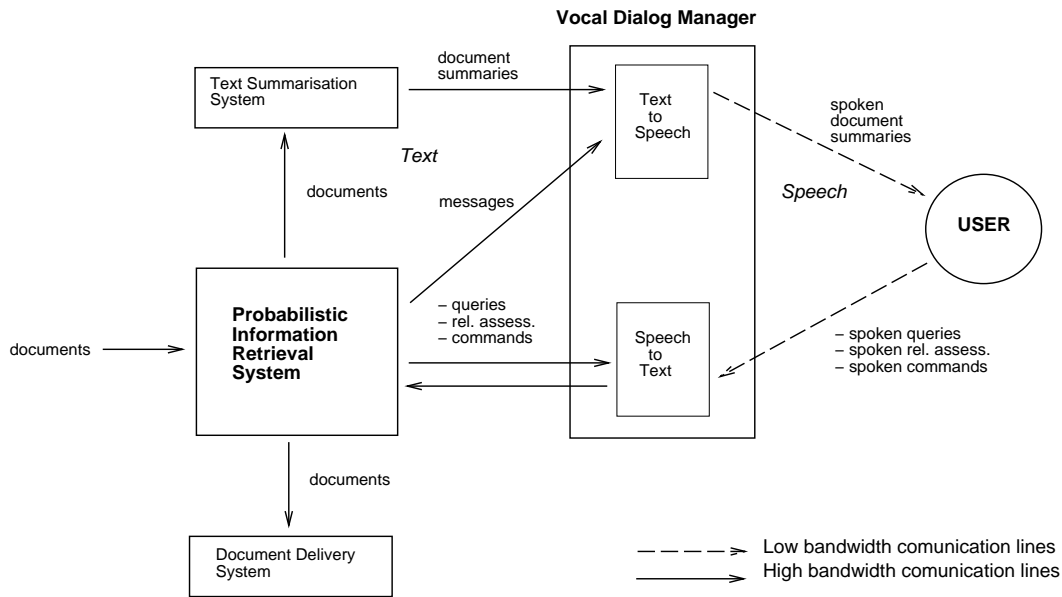 Vocal Dialog Manager
Text Summarisation
System
document
summaries
Text
to
Speech
spoken
document
summaries
Text
documents
messages
Speech
USER
Probabilistic
Information
Retrieval
System
documents
– queries
– rel. assess.
– commands
Speech
to
Text
– spoken queries
– spoken rel. assess.
– spoken commands
documents
Document Delivery
System
Low bandwidth comunication lines
High bandwidth comunication lines